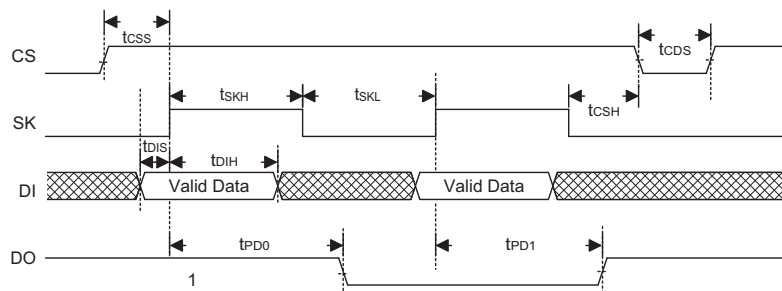 tCSS
tCDS
CS
tSKH
tSKL
tCSH
SK
tDIS
tDIH
DI
Valid Data
Valid Data
tPD0
tPD1
DO
1